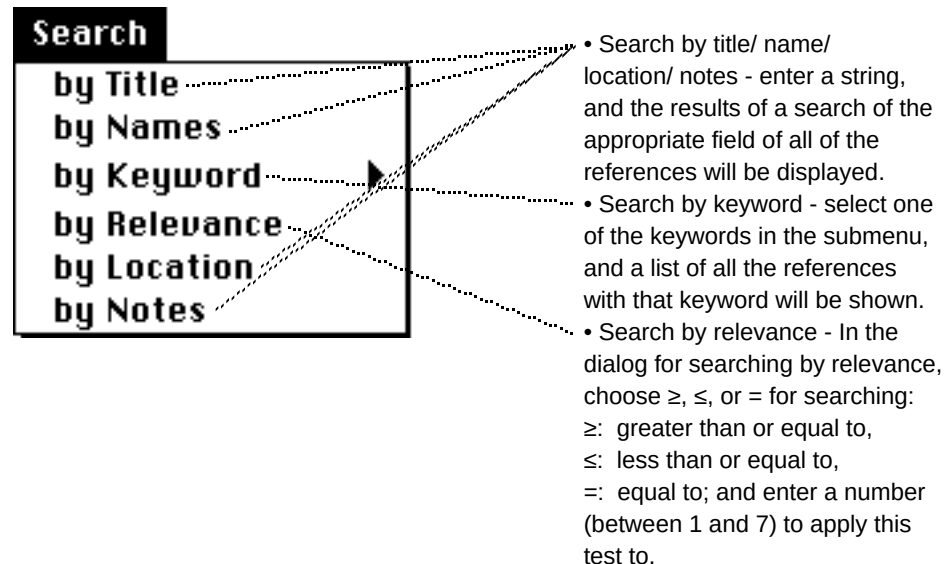 Search
by Title
by Names
by Keyword
by Relevance
by Location
by Notes
• Search by title/ name/
location/ notes - enter a string,
and the results of a search of the
appropriate field of all of the
references will be displayed.
• Search by keyword - select one
of the keywords in the submenu,
and a list of all the references
with that keyword will be shown.
• Search by relevance - In the
dialog for searching by relevance,
choose ≥, ≤, or = for searching:
≥: greater than or equal to,
≤: less than or equal to,
=: equal to; and enter a number
(between 1 and 7) to apply this
test to.